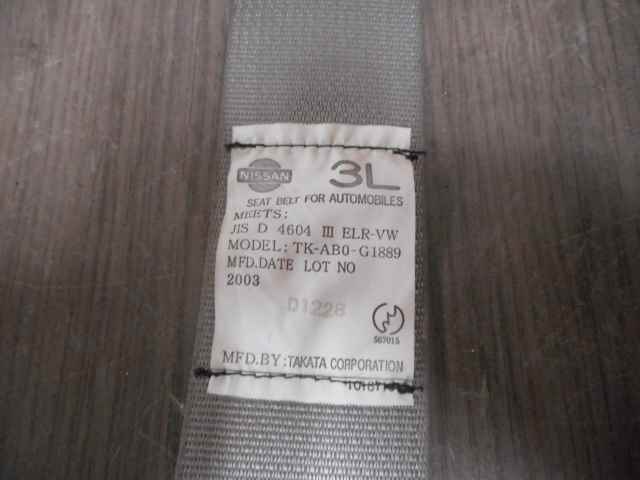 NISSAN 3L
SEAT BELT FOR AUTOMOBILES
MEETS:
JIS D 4604 III ELR-VW
MODEL: TK-AB0-G1889
MFD.DATE LOT NO
2003
D1228
56701S
MFD.BY: TAKATA CORPORATION